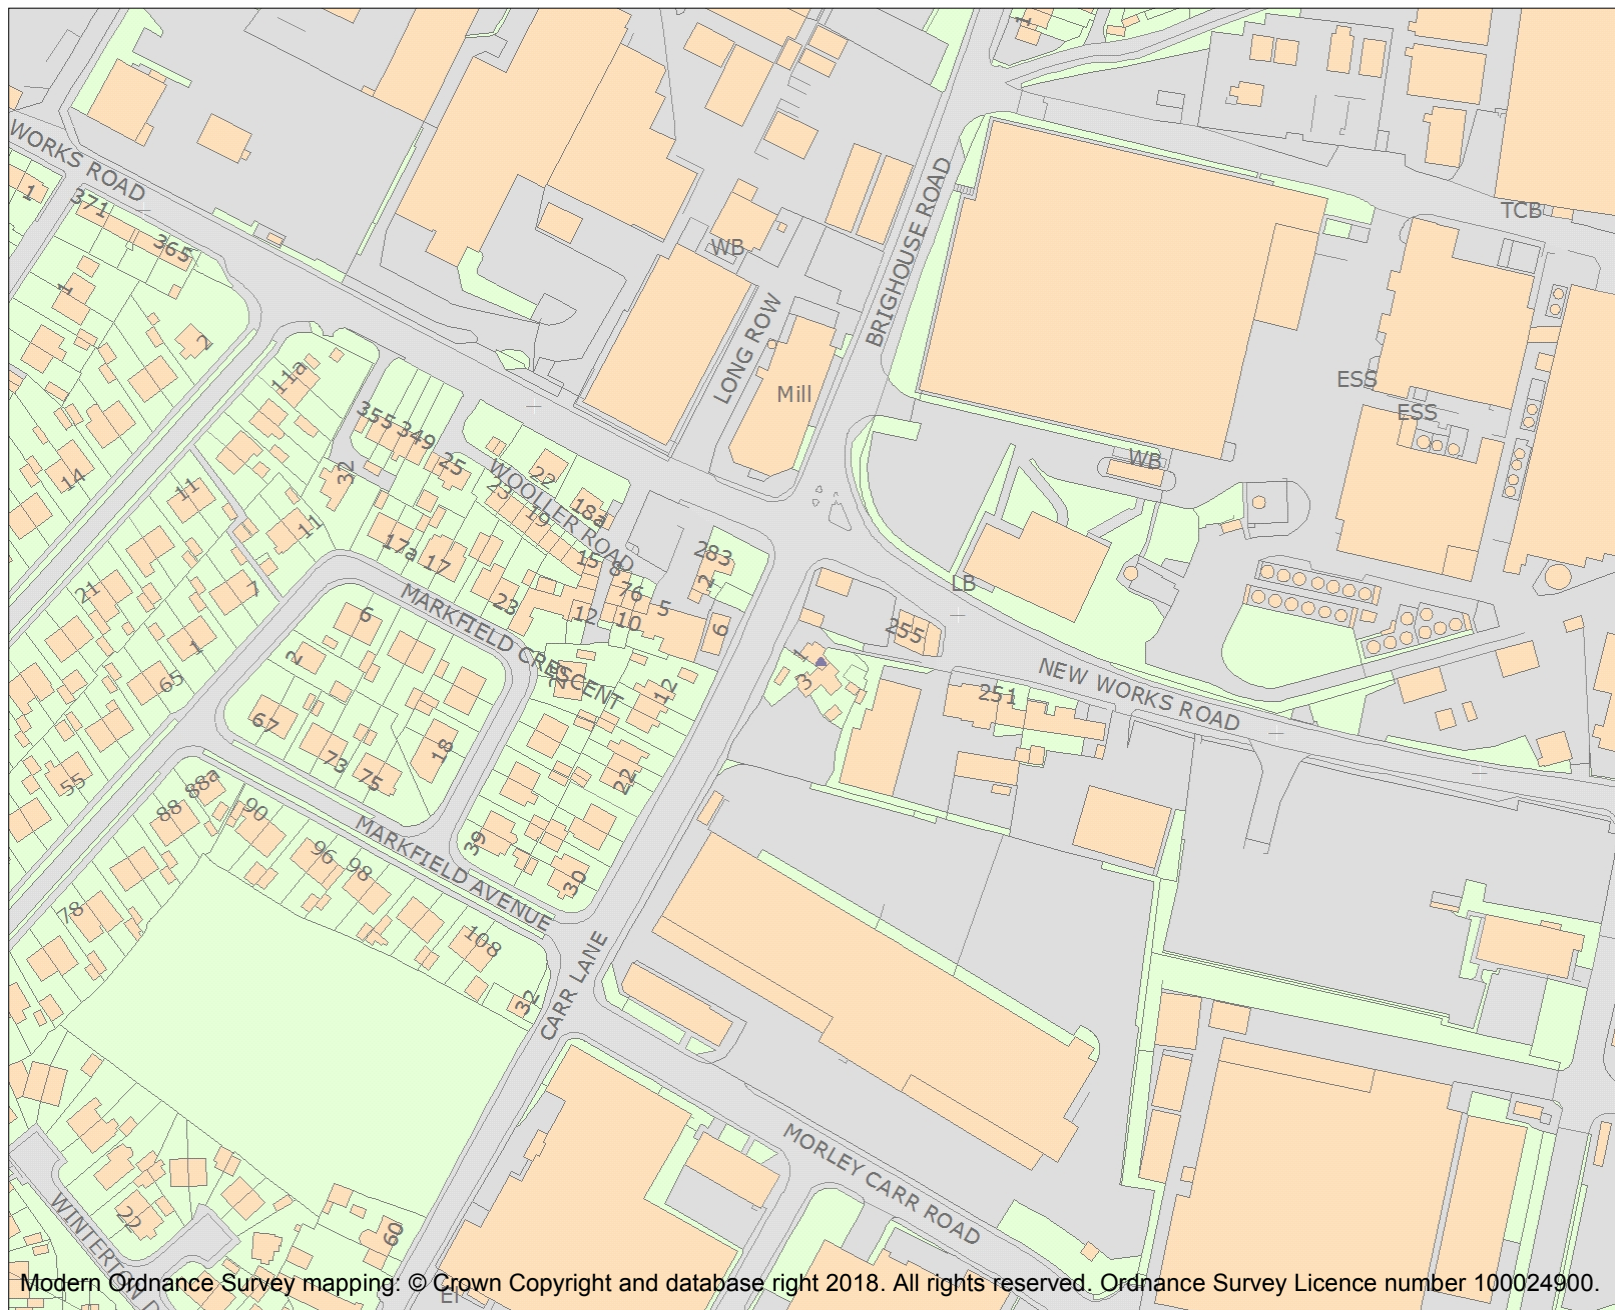 1
WORKS ROAD
1
371
365
TCB
WB
BRIGHOUSE ROAD
1
2
LONG ROW
11a
Mill
ESS
ESS
355
349
25
32
14
WB
22
WOOLLER ROAD
23
19
18a
11
11
17a
17
283
15
8
2
LB
21
7
MARKFIELD CRESCENT
23
76
5
12
10
6
6
255
1
2
1
3
65
12
NEW WORKS ROAD
251
67
18
73
75
22
55
88a
88
90
MARKFIELD AVENUE
39
96
98
30
78
108
CARR LANE
32
MORLEY CARR ROAD
22
WINTERTON D
60
El
Modern Ordnance Survey mapping: © Crown Copyright and database right 2018. All rights reserved. Ordnance Survey Licence number 100024900.